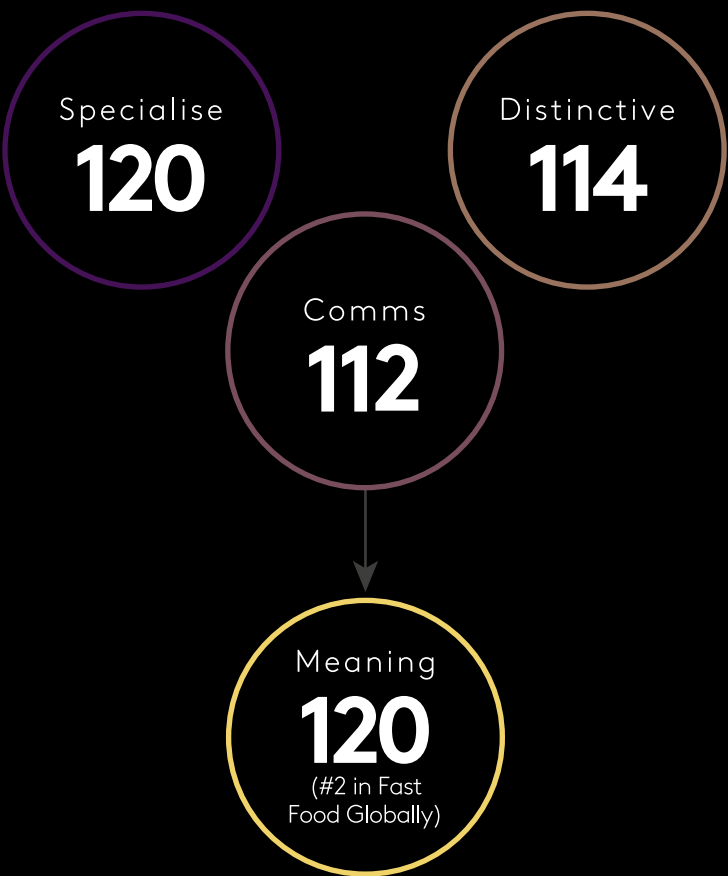 Specialise
120
Distinctive
114
Comms
112
Meaning
120
(#2 in Fast
Food Globally)